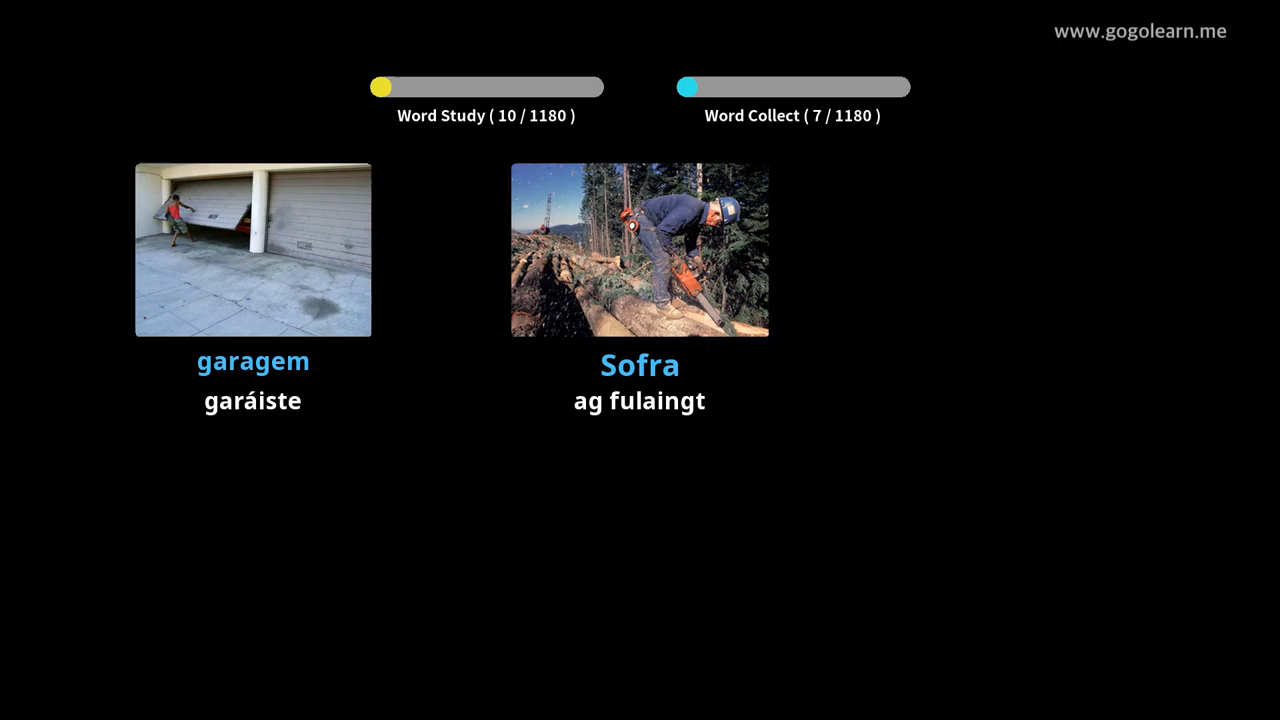 www.gogolearn.me
Word Study ( 10 / 1180 )
Word Collect ( 7 / 1180 )
garagem
garáiste
Sofra
ag fulaingt